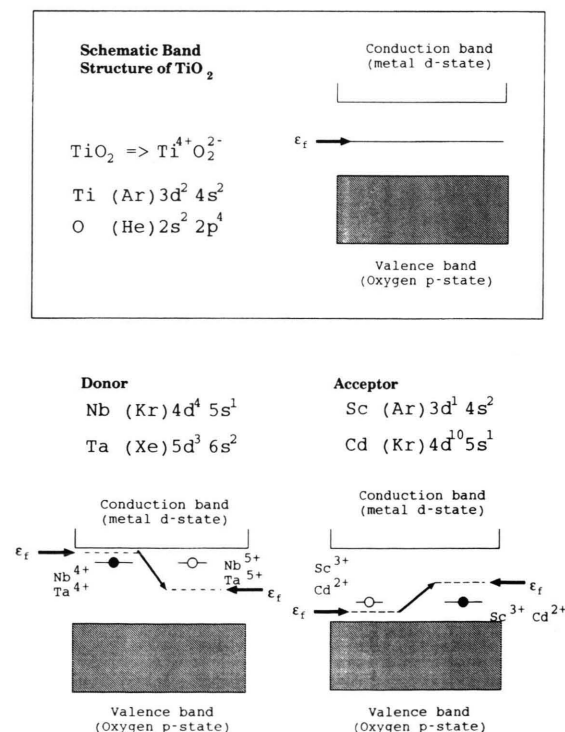 Schematic Band
Structure of TiO₂
Conduction band
(metal d-state)
εf
TiO₂ => Ti⁴⁺O₂²⁻
Ti (Ar)3d² 4s²
O (He)2s² 2p⁴
Valence band
(Oxygen p-state)
Donor
Nb (Kr)4d⁴ 5s¹
Ta (Xe)5d³ 6s²
Conduction band
(metal d-state)
εf
Nb⁴⁺
Ta⁴⁺
Nb⁵⁺
Ta⁵⁺
εf
Valence band
(Oxygen p-state)
Acceptor
Sc (Ar)3d¹ 4s²
Cd (Kr)4d¹⁰5s¹
Conduction band
(metal d-state)
Sc³⁺
Cd²⁺
εf
εf
Sc³⁺ Cd²⁺
Valence band
(Oxygen p-state)